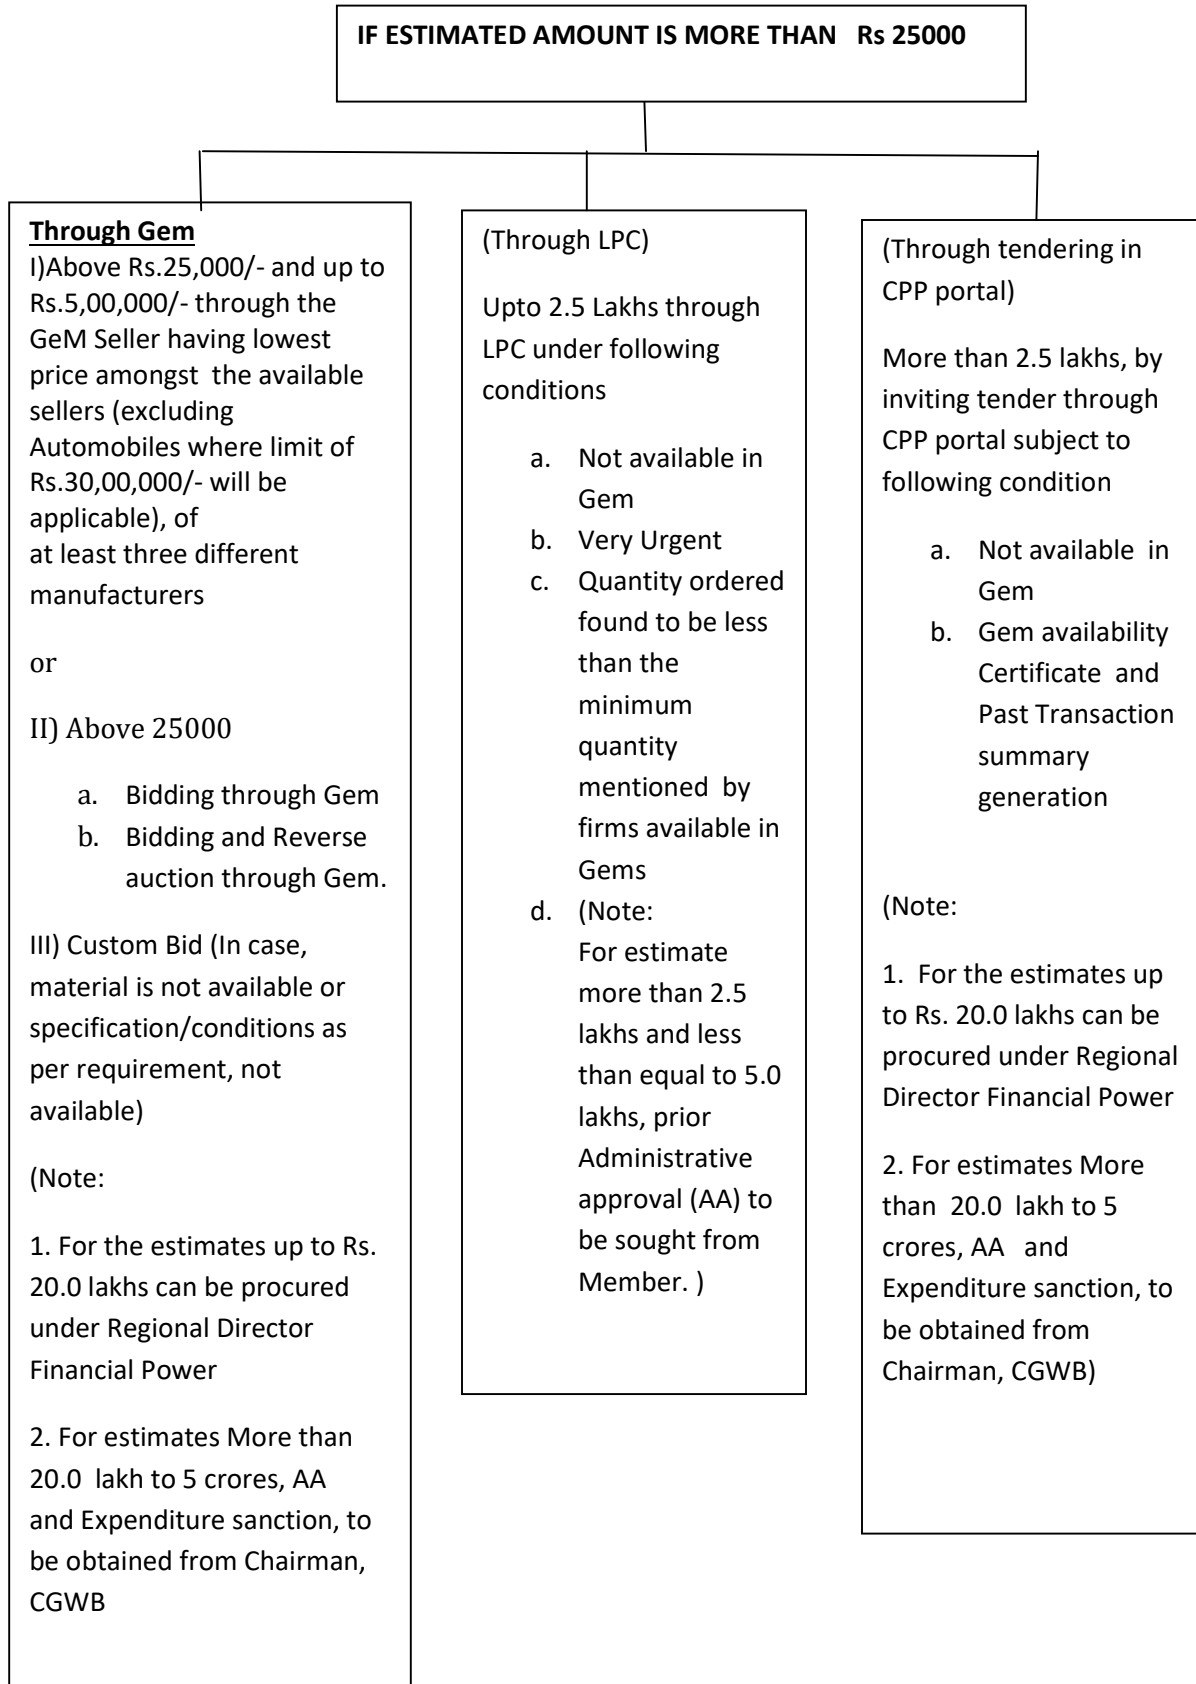 IF ESTIMATED AMOUNT IS MORE THAN   Rs 25000
Through Gem
I)Above Rs.25,000/- and up to
Rs.5,00,000/- through the
GeM Seller having lowest
price amongst  the available
sellers (excluding
Automobiles where limit of
Rs.30,00,000/- will be
applicable), of
at least three different
manufacturers
or
II) Above 25000
a. Bidding through Gem
b. Bidding and Reverse
auction through Gem.
III) Custom Bid (In case,
material is not available or
specification/conditions as
per requirement, not
available)
(Note:
1. For the estimates up to Rs.
20.0 lakhs can be procured
under Regional Director
Financial Power
2. For estimates More than
20.0  lakh to 5 crores, AA
and Expenditure sanction, to
be obtained from Chairman,
CGWB
(Through LPC)
Upto 2.5 Lakhs through
LPC under following
conditions
a. Not available in
Gem
b. Very Urgent
c. Quantity ordered
found to be less
than the
minimum
quantity
mentioned  by
firms available in
Gems
d. (Note:
For estimate
more than 2.5
lakhs and less
than equal to 5.0
lakhs, prior
Administrative
approval (AA) to
be sought from
Member. )
(Through tendering in
CPP portal)
More than 2.5 lakhs, by
inviting tender through
CPP portal subject to
following condition
a. Not available  in
Gem
b. Gem availability
Certificate  and
Past Transaction
summary
generation
(Note:
1.  For the estimates up
to Rs. 20.0 lakhs can be
procured under Regional
Director Financial Power
2. For estimates More
than  20.0  lakh to 5
crores, AA   and
Expenditure sanction, to
be obtained from
Chairman, CGWB)